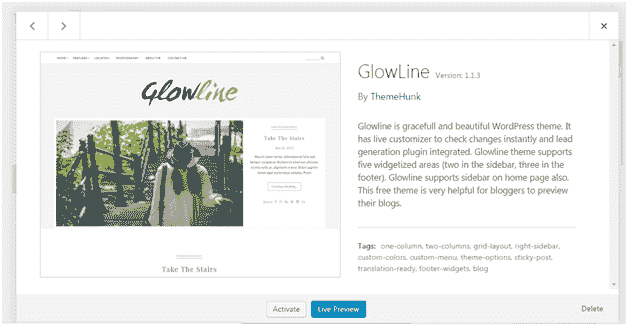 HOME FEATURES LOCATION PHOTOGRAPHY ABOUT ME CONTACT US
Glowline
Take The Stairs
Continue Reading...
Take The Stairs
GlowLine Version: 1.1.3
By ThemeHunk
Glowline is gracefull and beautiful WordPress theme. It
has live customizer to check changes instantly and lead
generation plugin integrated. Glowline theme supports
five widgetized areas (two in the sidebar, three in the
footer). Glowline supports sidebar on home page also.
This free theme is very helpful for bloggers to preview
their blogs.
Tags: one-column, two-columns, grid-layout, right-sidebar,
custom-colors, custom-menu, theme-options, sticky-post,
translation-ready, footer-widgets, blog
Activate Live Preview Delete